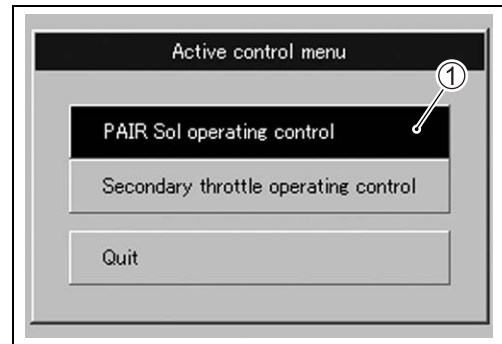 Active control menu
①
PAIR Sol operating control
Secondary throttle operating control
Quit